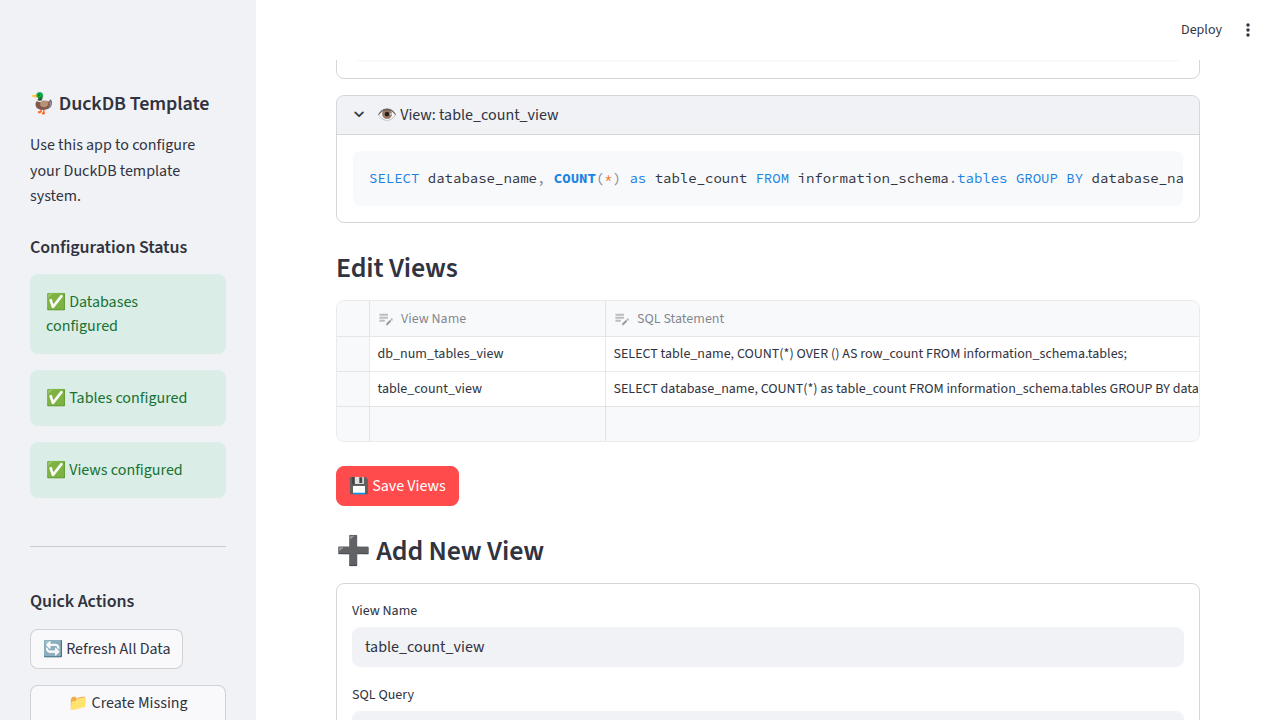 Deploy
🦆 DuckDB Template
Use this app to configure
your DuckDB template
system.
Configuration Status
✅ Databases
configured
✅ Tables configured
✅ Views configured
Quick Actions
🔄 Refresh All Data
📁 Create Missing
👁️ View: table_count_view
SELECT database_name, COUNT(*) as table_count FROM information_schema.tables GROUP BY database_na
Edit Views
View Name SQL Statement
db_num_tables_view SELECT table_name, COUNT(*) OVER () AS row_count FROM information_schema.tables;
table_count_view SELECT database_name, COUNT(*) as table_count FROM information_schema.tables GROUP BY data
💾 Save Views
➕ Add New View
View Name
table_count_view
SQL Query